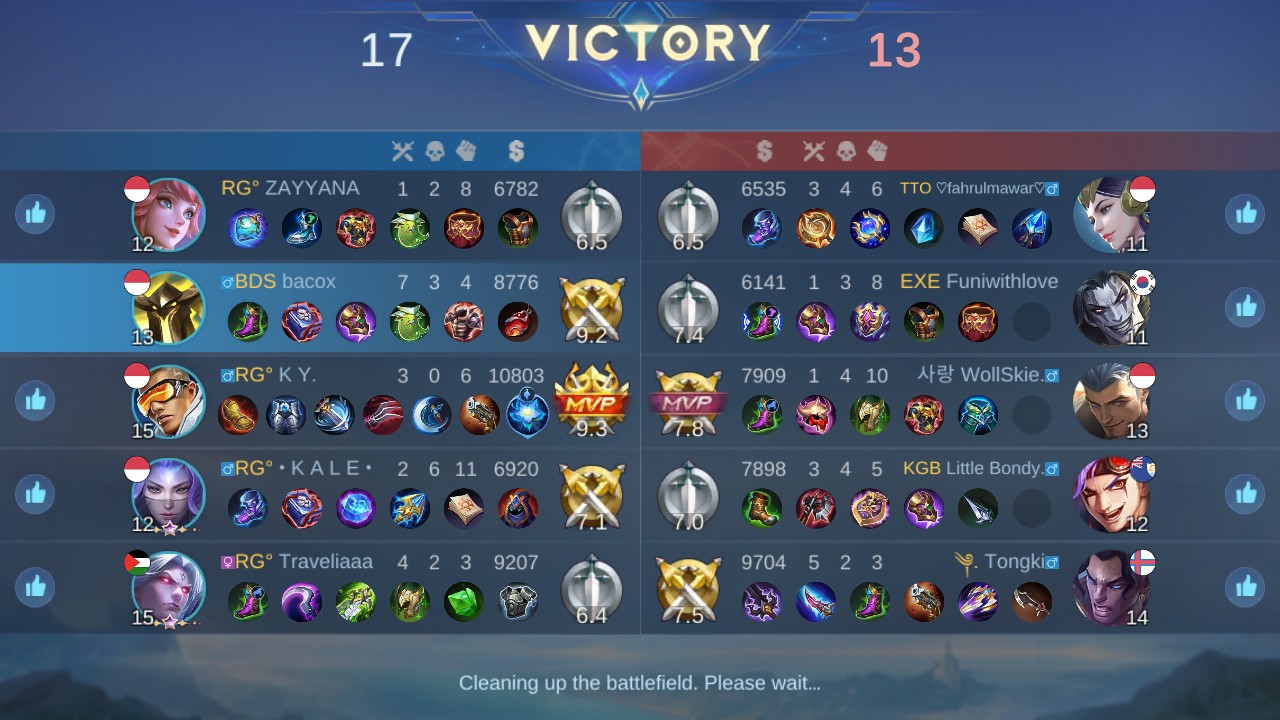 17 VICTORY 13
RG° ZAYYANA 1 2 8 6782
12 6.5
6535 3 4 6 TTO ♡fahrulmawar♡♂
6.5 11
♂BDS bacox 7 3 4 8776
13 9.2
6141 1 3 8 EXE Funiwithlove
7.4 11
♂RG° K Y. 3 0 6 10803
15 MVP 9.3
7909 1 4 10 사랑 WollSkie.♂
MVP 7.8 13
♂RG° • K A L E • 2 6 11 6920
12 7.1
7898 3 4 5 KGB Little Bondy.♂
7.0 12
♀RG° Traveliaaa 4 2 3 9207
15 6.4
9704 5 2 3 . Tongki♂
7.5 14
Cleaning up the battlefield. Please wait...